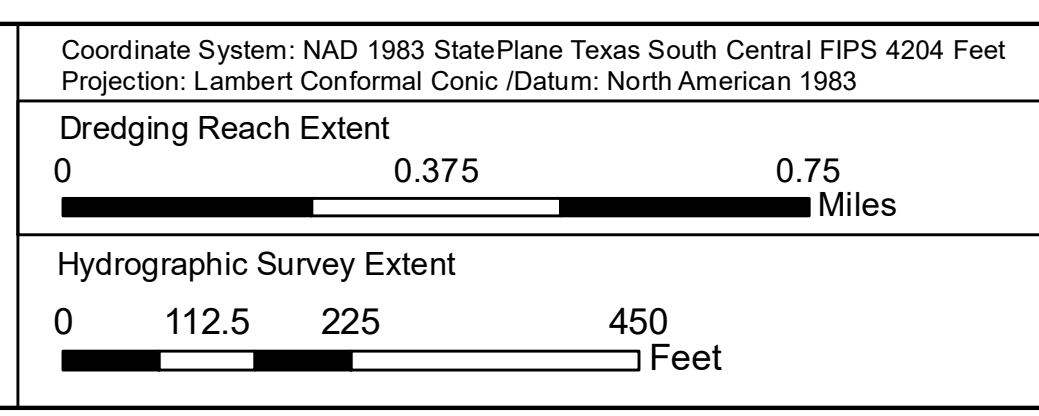 Coordinate System: NAD 1983 StatePlane Texas South Central FIPS 4204 Feet
Projection: Lambert Conformal Conic /Datum: North American 1983
Dredging Reach Extent
0 0.375 0.75
Miles
Hydrographic Survey Extent
0 112.5 225 450
Feet